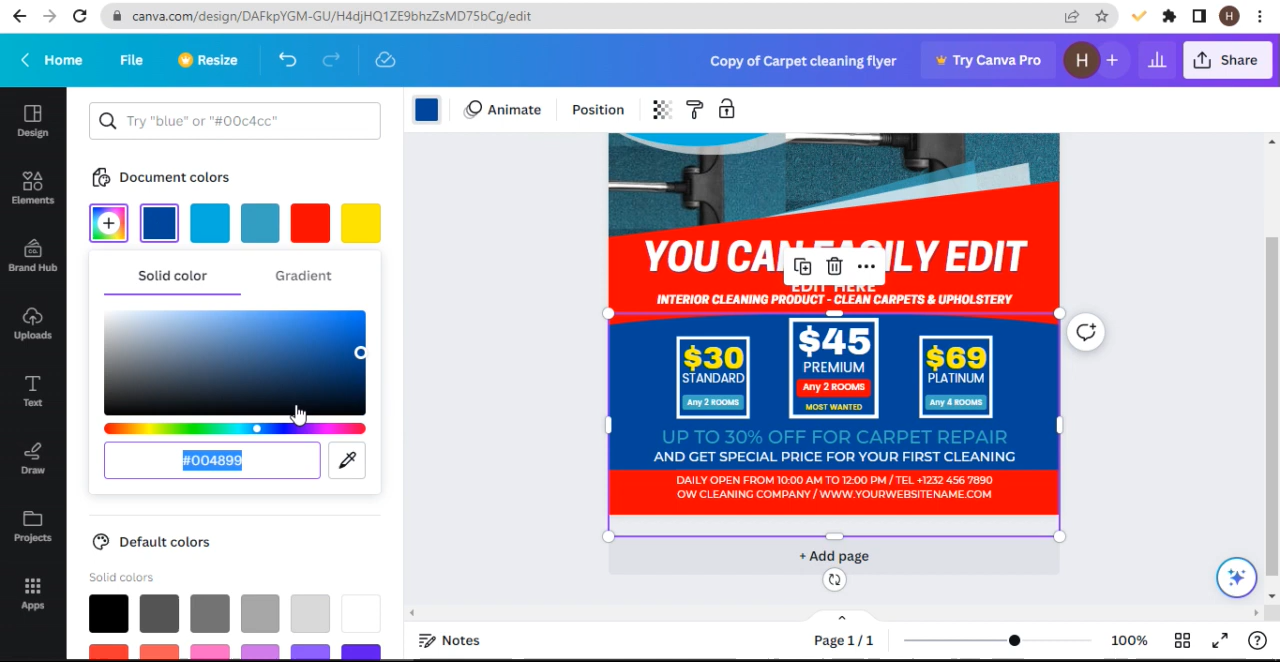 canva.com/design/DAFkpYGM-GU/H4djHQ1ZE9bhzZsMD75bCg/edit
H
Home
File
Resize
Copy of Carpet cleaning flyer
Try Canva Pro
H
+
Share
Design
Elements
Brand Hub
Uploads
Text
Draw
Projects
Apps
Try "blue" or "#00c4cc"
Document colors
Solid color
Gradient
#004899
Default colors
Solid colors
Animate
Position
YOU CAN EASILY EDIT
EDIT HERE
INTERIOR CLEANING PRODUCT - CLEAN CARPETS & UPHOLSTERY
$30
STANDARD
Any 2 ROOMS
$45
PREMIUM
Any 2 ROOMS
MOST WANTED
$69
PLATINUM
Any 4 ROOMS
UP TO 30% OFF FOR CARPET REPAIR
AND GET SPECIAL PRICE FOR YOUR FIRST CLEANING
DAILY OPEN FROM 10:00 AM TO 12:00 PM / TEL +1232 456 7890
OW CLEANING COMPANY / WWW.YOURWEBSITENAME.COM
+ Add page
Notes
Page 1 / 1
100%